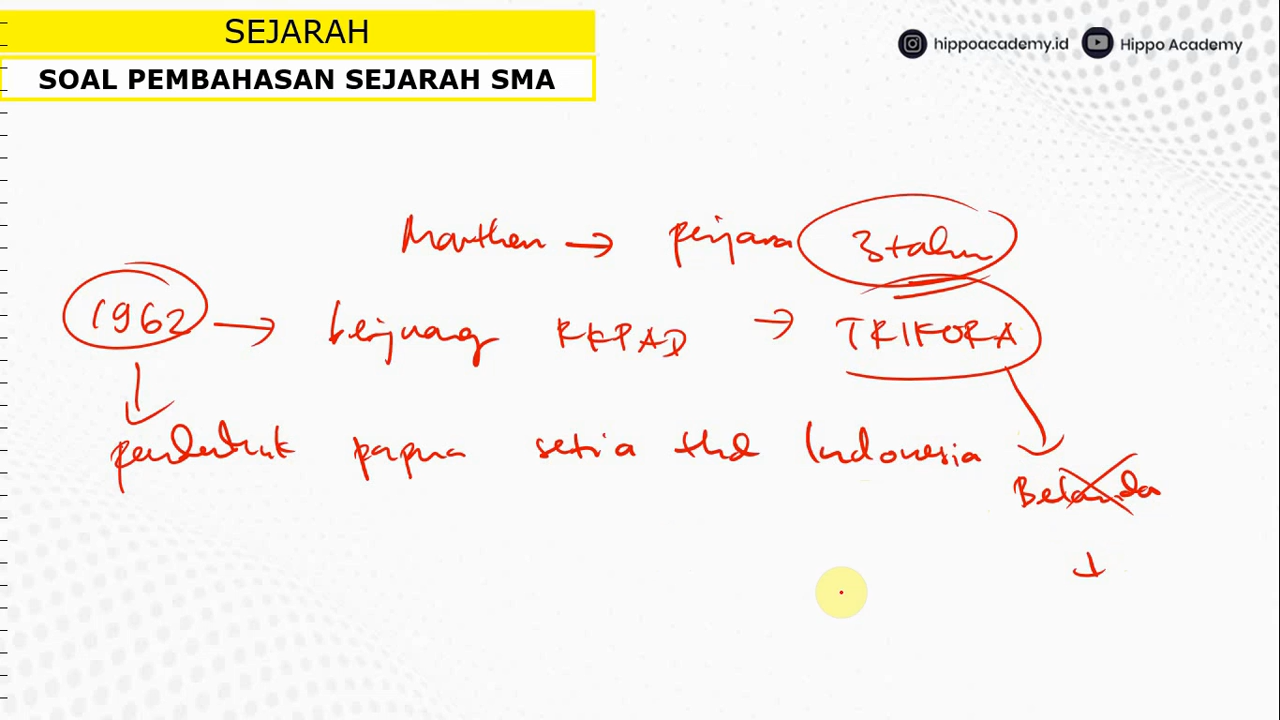 SEJARAH
SOAL PEMBAHASAN SEJARAH SMA
hippoacademy.id Hippo Academy
Marthen → penjara 3 tahun
1962 → berjuang RKPAD → TRIKORA
penduduk papua setia thd Indonesia
Belanda